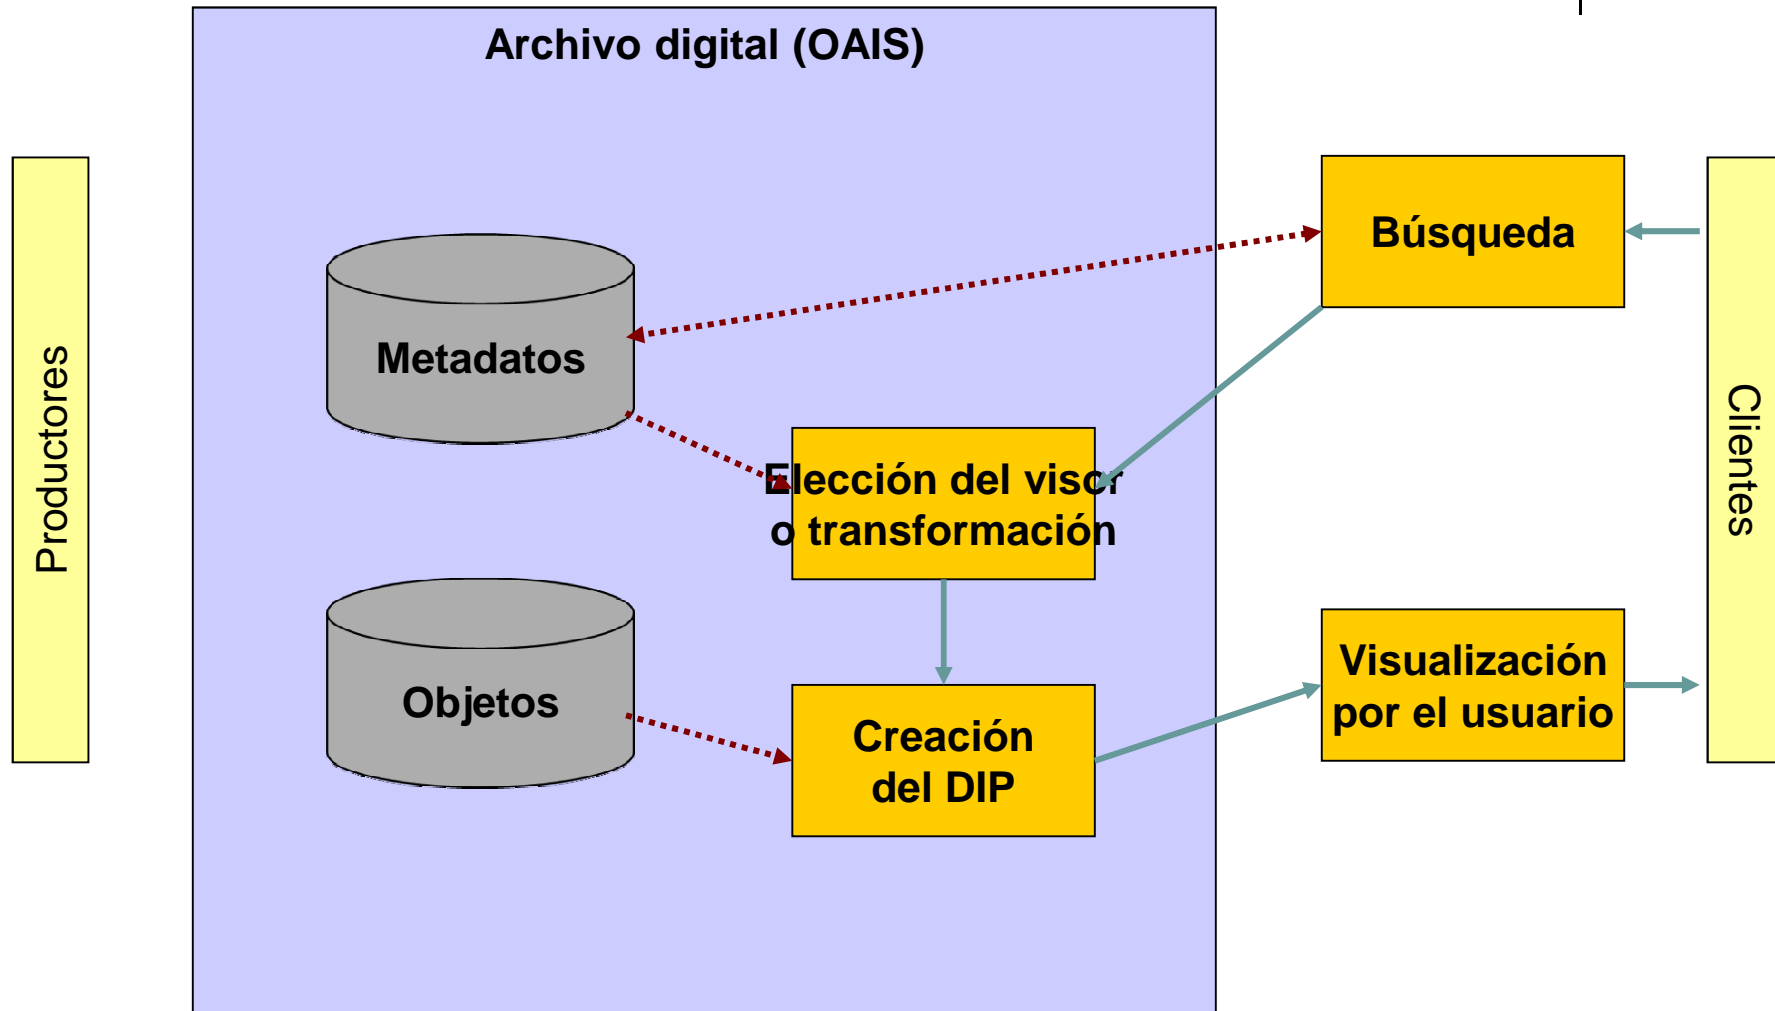 Archivo digital (OAIS)
Productores
Metadatos
Objetos
Elección del visor
o transformación
Creación
del DIP
Búsqueda
Visualización
por el usuario
Clientes